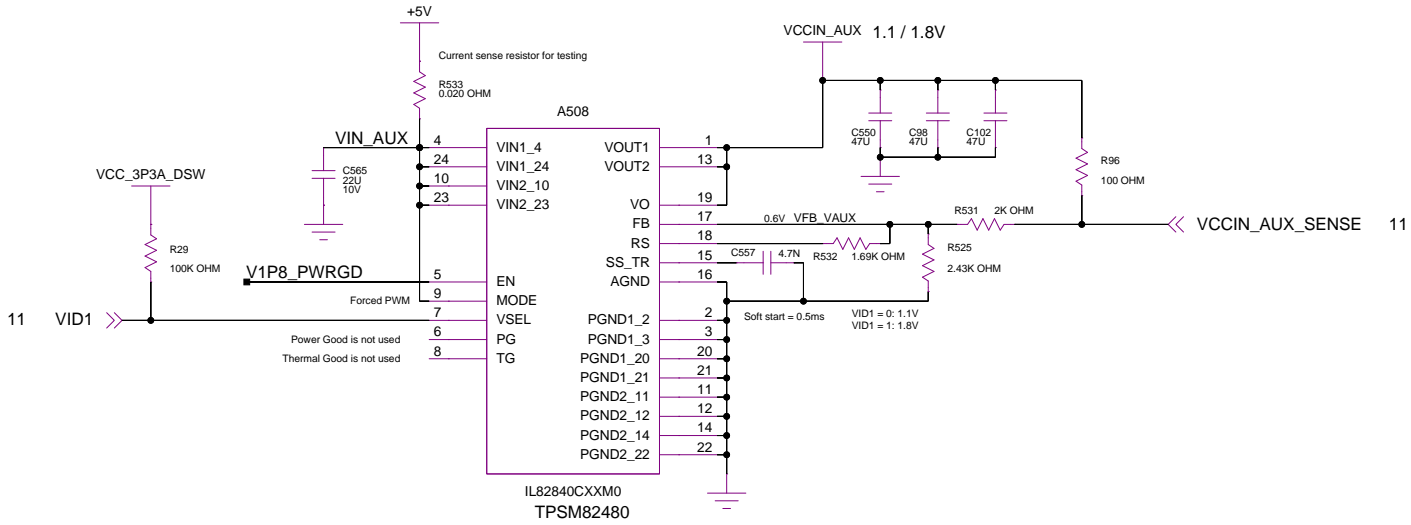 +5V
Current sense resistor for testing
R533
0.020 OHM
VCCIN_AUX 1.1 / 1.8V
C550
47U
C98
47U
C102
47U
R96
100 OHM
A508
VIN_AUX
C565
22U
10V
VCC_3P3A_DSW
R29
100K OHM
V1P8_PWRGD
Forced PWM
11 VID1
Power Good is not used
Thermal Good is not used
4 VIN1_4
24 VIN1_24
10 VIN2_10
23 VIN2_23
5 EN
9 MODE
7 VSEL
6 PG
8 TG
VOUT1 1
VOUT2 13
VO 19
FB 17
RS 18
SS_TR 15
AGND 16
PGND1_2 2
PGND1_3 3
PGND1_20 20
PGND1_21 21
PGND2_11 11
PGND2_12 12
PGND2_14 14
PGND2_22 22
0.6V VFB_VAUX
R531 2K OHM
VCCIN_AUX_SENSE 11
C557 4.7N
R532 1.69K OHM
R525
2.43K OHM
Soft start = 0.5ms
VID1 = 0: 1.1V
VID1 = 1: 1.8V
IL82840CXXM0
TPSM82480